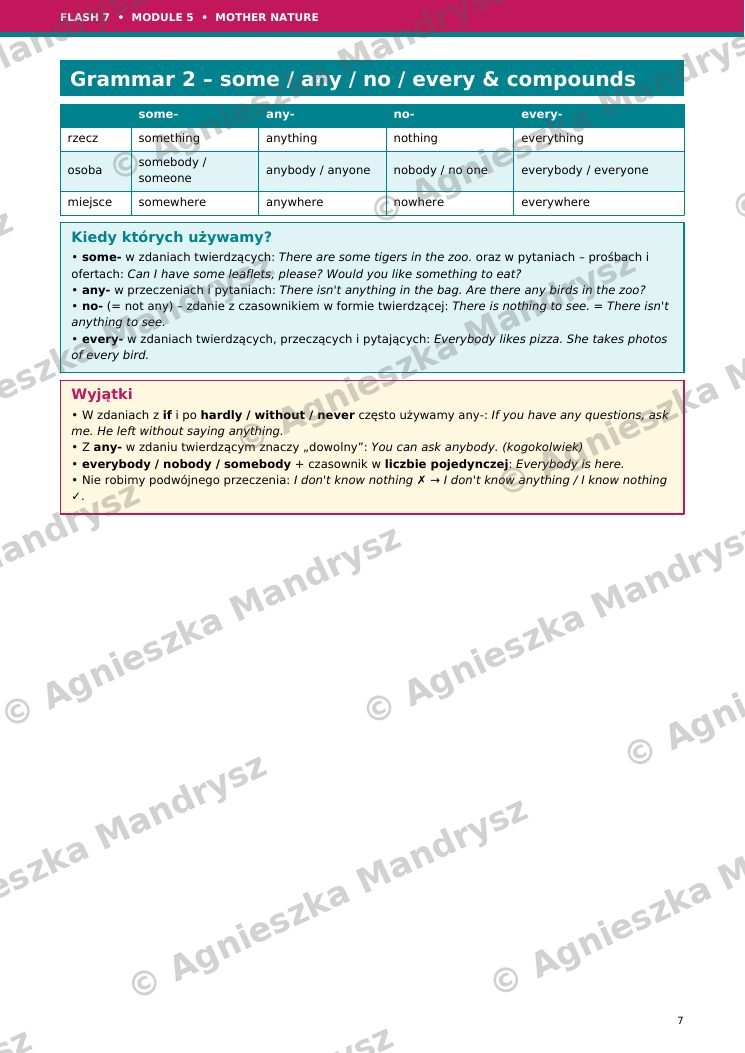 FLASH 7 • MODULE 5 • MOTHER NATURE
Grammar 2 – some / any / no / every & compounds
some- any- no- every-
rzecz something anything nothing everything
osoba somebody / someone anybody / anyone nobody / no one everybody / everyone
miejsce somewhere anywhere nowhere everywhere
Kiedy których używamy?
• some- w zdaniach twierdzących: There are some tigers in the zoo. oraz w pytaniach – prośbach i
ofertach: Can I have some leaflets, please? Would you like something to eat?
• any- w przeczeniach i pytaniach: There isn't anything in the bag. Are there any birds in the zoo?
• no- (= not any) – zdanie z czasownikiem w formie twierdzącej: There is nothing to see. = There isn't
anything to see.
• every- w zdaniach twierdzących, przeczących i pytających: Everybody likes pizza. She takes photos
of every bird.
Wyjątki
• W zdaniach z if i po hardly / without / never często używamy any-: If you have any questions, ask
me. He left without saying anything.
• Z any- w zdaniu twierdzącym znaczy „dowolny”: You can ask anybody. (kogokolwiek)
• everybody / nobody / somebody + czasownik w liczbie pojedynczej: Everybody is here.
• Nie robimy podwójnego przeczenia: I don't know nothing ✗ → I don't know anything / I know nothing
✓.
© Agnieszka Mandrysz
7